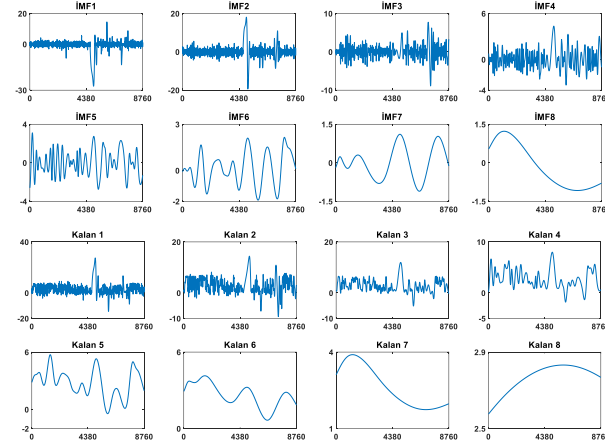 İMF1 İMF2 İMF3 İMF4
20 20 10 6
0 0 0 0
-30 -20 -10 -4
0 4380 8760 0 4380 8760 0 4380 8760 0 4380 8760
İMF5 İMF6 İMF7 İMF8
4 3 1.5 1.5
0 0 0 0
-4 -2 -1.5 -1.5
0 4380 8760 0 4380 8760 0 4380 8760 0 4380 8760
Kalan 1 Kalan 2 Kalan 3 Kalan 4
40 20 20 10
0 0 0 0
-20 -10 -10 -5
0 4380 8760 0 4380 8760 0 4380 8760 0 4380 8760
Kalan 5 Kalan 6 Kalan 7 Kalan 8
6 6 4 2.9
0
-2 0 1 2.5
0 4380 8760 0 4380 8760 0 4380 8760 0 4380 8760